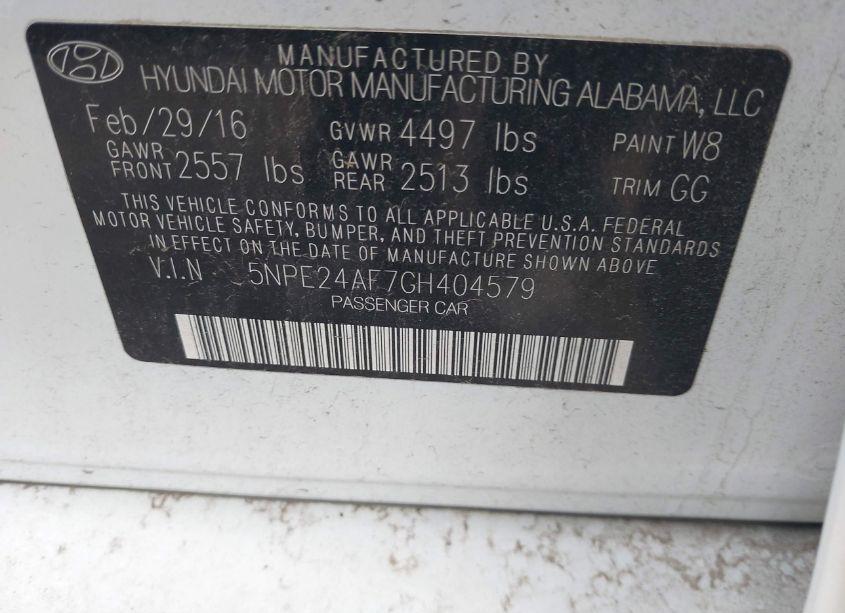 MANUFACTURED BY
HYUNDAI MOTOR MANUFACTURING ALABAMA, LLC
Feb/29/16 GVWR 4497 lbs PAINT W8
GAWR FRONT 2557 lbs GAWR REAR 2513 lbs TRIM GG
THIS VEHICLE CONFORMS TO ALL APPLICABLE U.S.A. FEDERAL
MOTOR VEHICLE SAFETY, BUMPER, AND THEFT PREVENTION STANDARDS
IN EFFECT ON THE DATE OF MANUFACTURE SHOWN ABOVE
V.I.N 5NPE24AF7GH404579
PASSENGER CAR